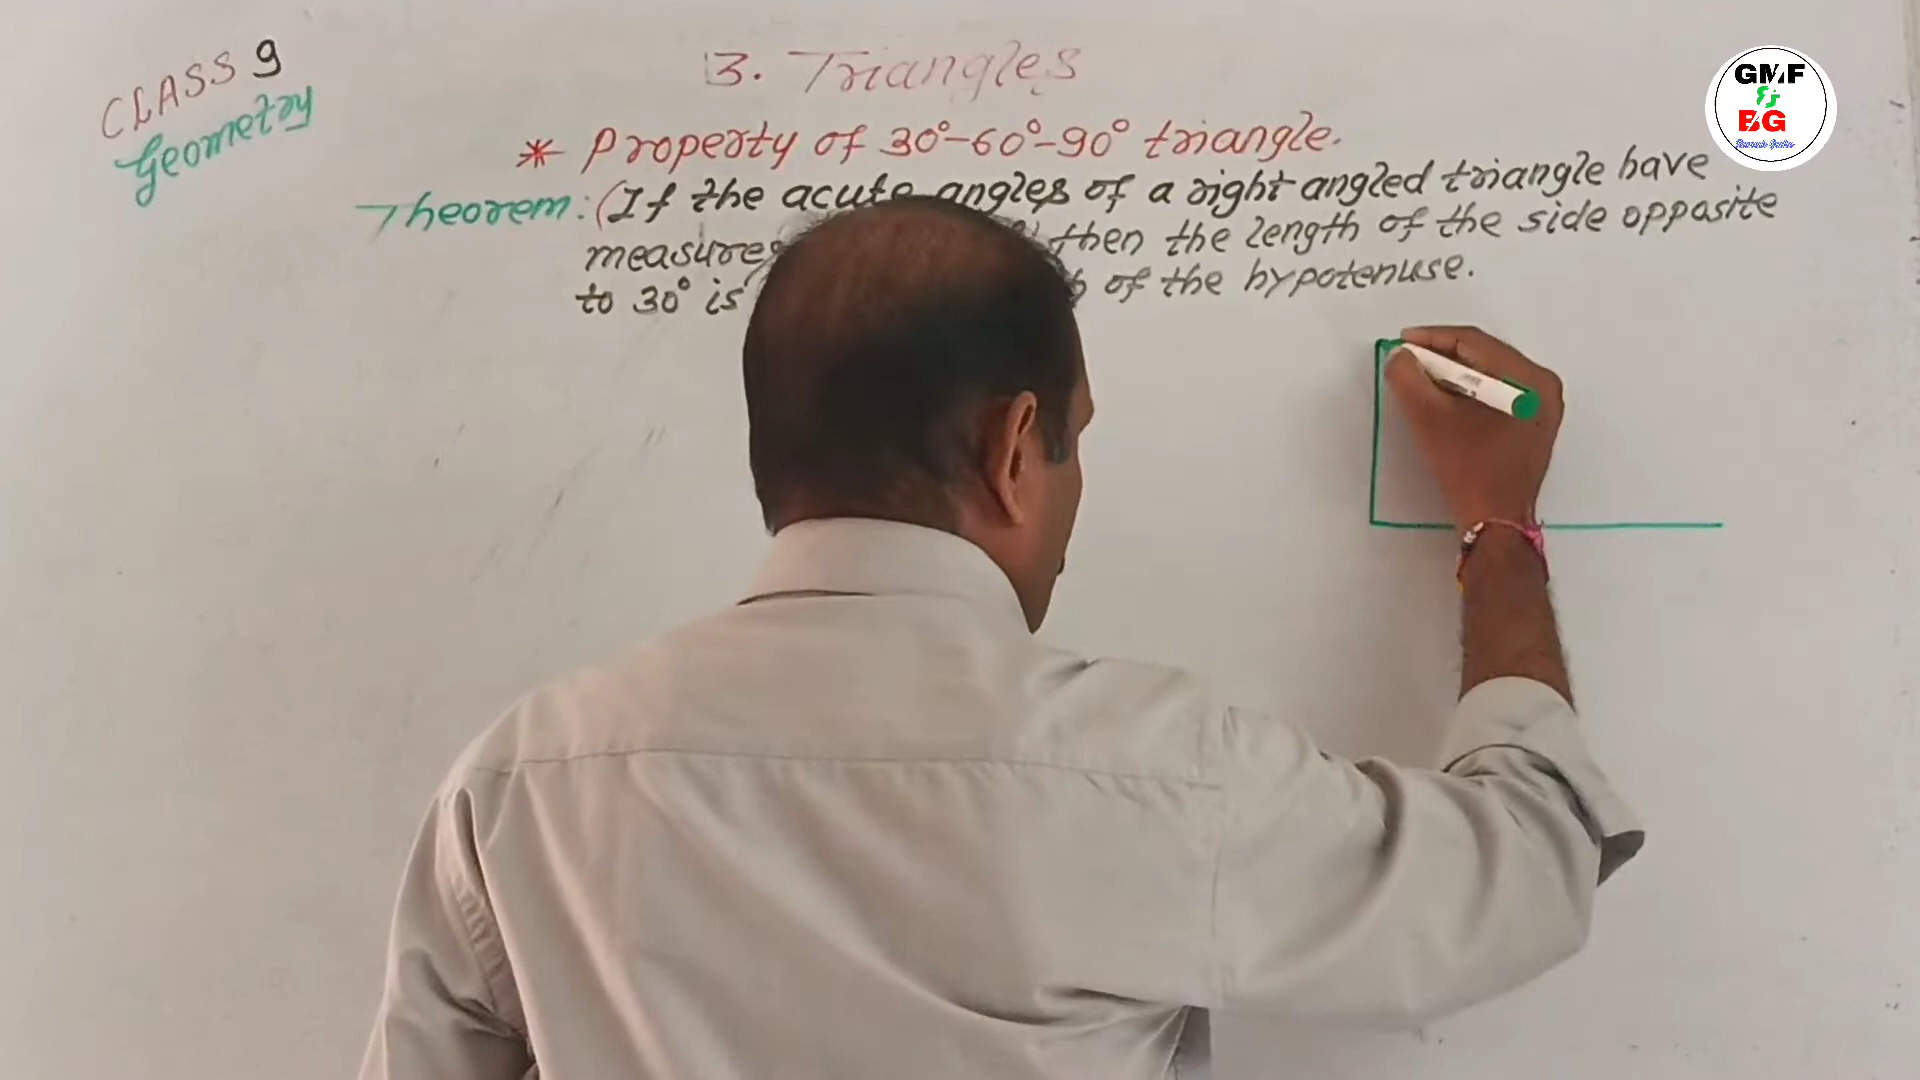 CLASS 9
Geometry
3. Triangles
* Property of 30°-60°-90° triangle.
Theorem: (If the acute angles of a right angled triangle have
measures then the length of the side opposite
to 30° is of the hypotenuse.
GMF
BG